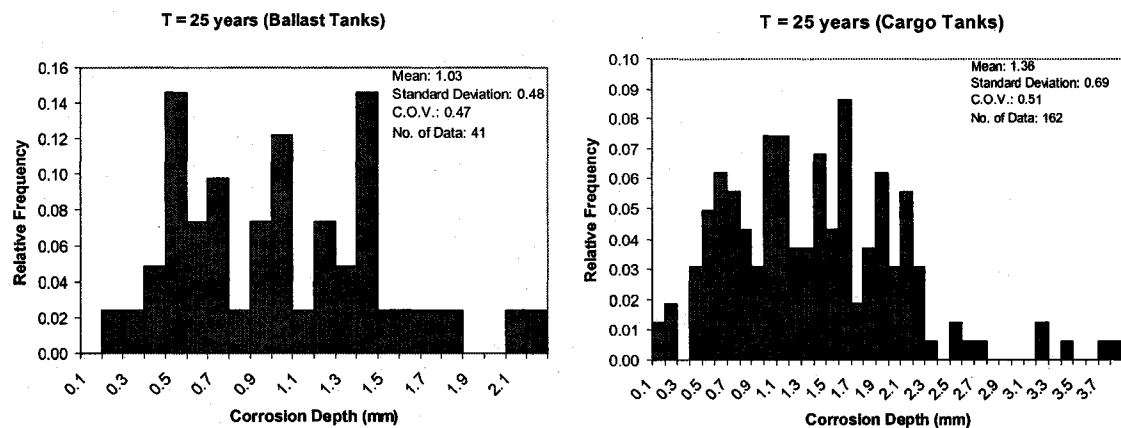 T = 25 years (Ballast Tanks)
0.16
0.14
0.12
0.10
0.08
0.06
0.04
0.02
0.00
Relative Frequency
Mean: 1.03
Standard Deviation: 0.48
C.O.V.: 0.47
No. of Data: 41
0.1 0.3 0.5 0.7 0.9 1.1 1.3 1.5 1.7 1.9 2.1
Corrosion Depth (mm)
T = 25 years (Cargo Tanks)
0.10
0.09
0.08
0.07
0.06
0.05
0.04
0.03
0.02
0.01
0.00
Relative Frequency
Mean: 1.36
Standard Deviation: 0.69
C.O.V.: 0.51
No. of Data: 162
0.1 0.3 0.5 0.7 0.9 1.1 1.3 1.5 1.7 1.9 2.1 2.3 2.5 2.7 2.9 3.1 3.3 3.5 3.7
Corrosion Depth (mm)